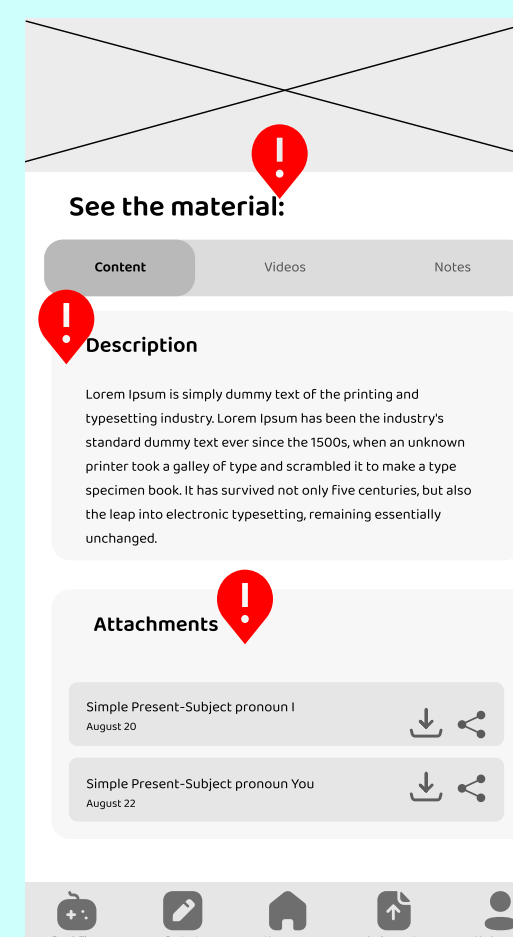 See the material:
Content
Videos
Notes
Description
Lorem Ipsum is simply dummy text of the printing and
typesetting industry. Lorem Ipsum has been the industry's
standard dummy text ever since the 1500s, when an unknown
printer took a galley of type and scrambled it to make a type
specimen book. It has survived not only five centuries, but also
the leap into electronic typesetting, remaining essentially
unchanged.
Attachments
Simple Present-Subject pronoun I
August 20
Simple Present-Subject pronoun You
August 22